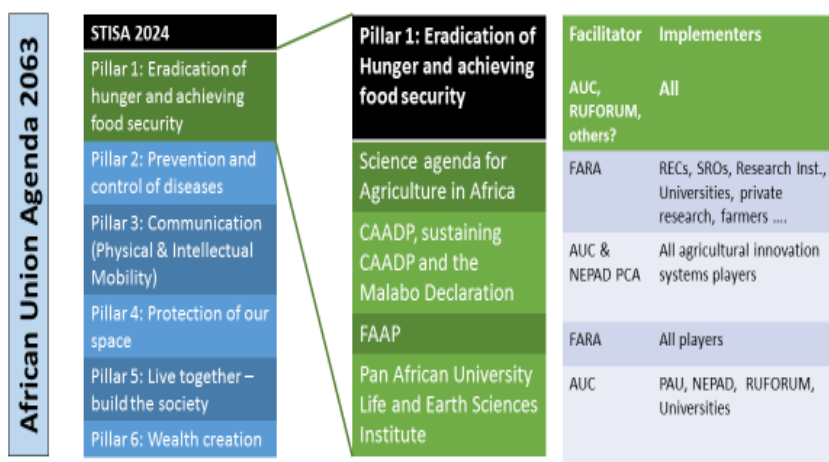 African Union Agenda 2063
STISA 2024
Pillar 1: Eradication of
hunger and achieving
food security
Pillar 2: Prevention and
control of diseases
Pillar 3: Communication
(Physical & Intellectual
Mobility)
Pillar 4: Protection of our
space
Pillar 5: Live together –
build the society
Pillar 6: Wealth creation
Pillar 1: Eradication of
Hunger and achieving
food security
Science agenda for
Agriculture in Africa
CAADP, sustaining
CAADP and the
Malabo Declaration
FAAP
Pan African University
Life and Earth Sciences
Institute
Facilitator Implementers
AUC, All
RUFORUM,
others?
FARA RECs, SROs, Research Inst.,
Universities, private
research, farmers ....
AUC & All agricultural innovation
NEPAD PCA systems players
FARA All players
AUC PAU, NEPAD, RUFORUM,
Universities